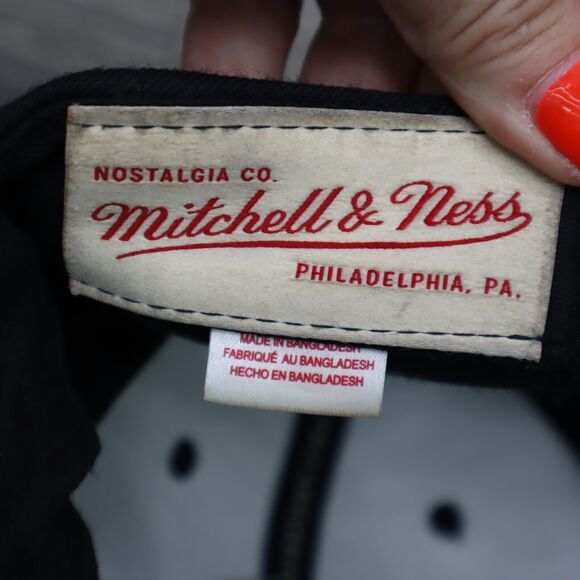 NOSTALGIA CO.
Mitchell & Ness
PHILADELPHIA, PA.
MADE IN BANGLADESH
FABRIQUÉ AU BANGLADESH
HECHO EN BANGLADESH